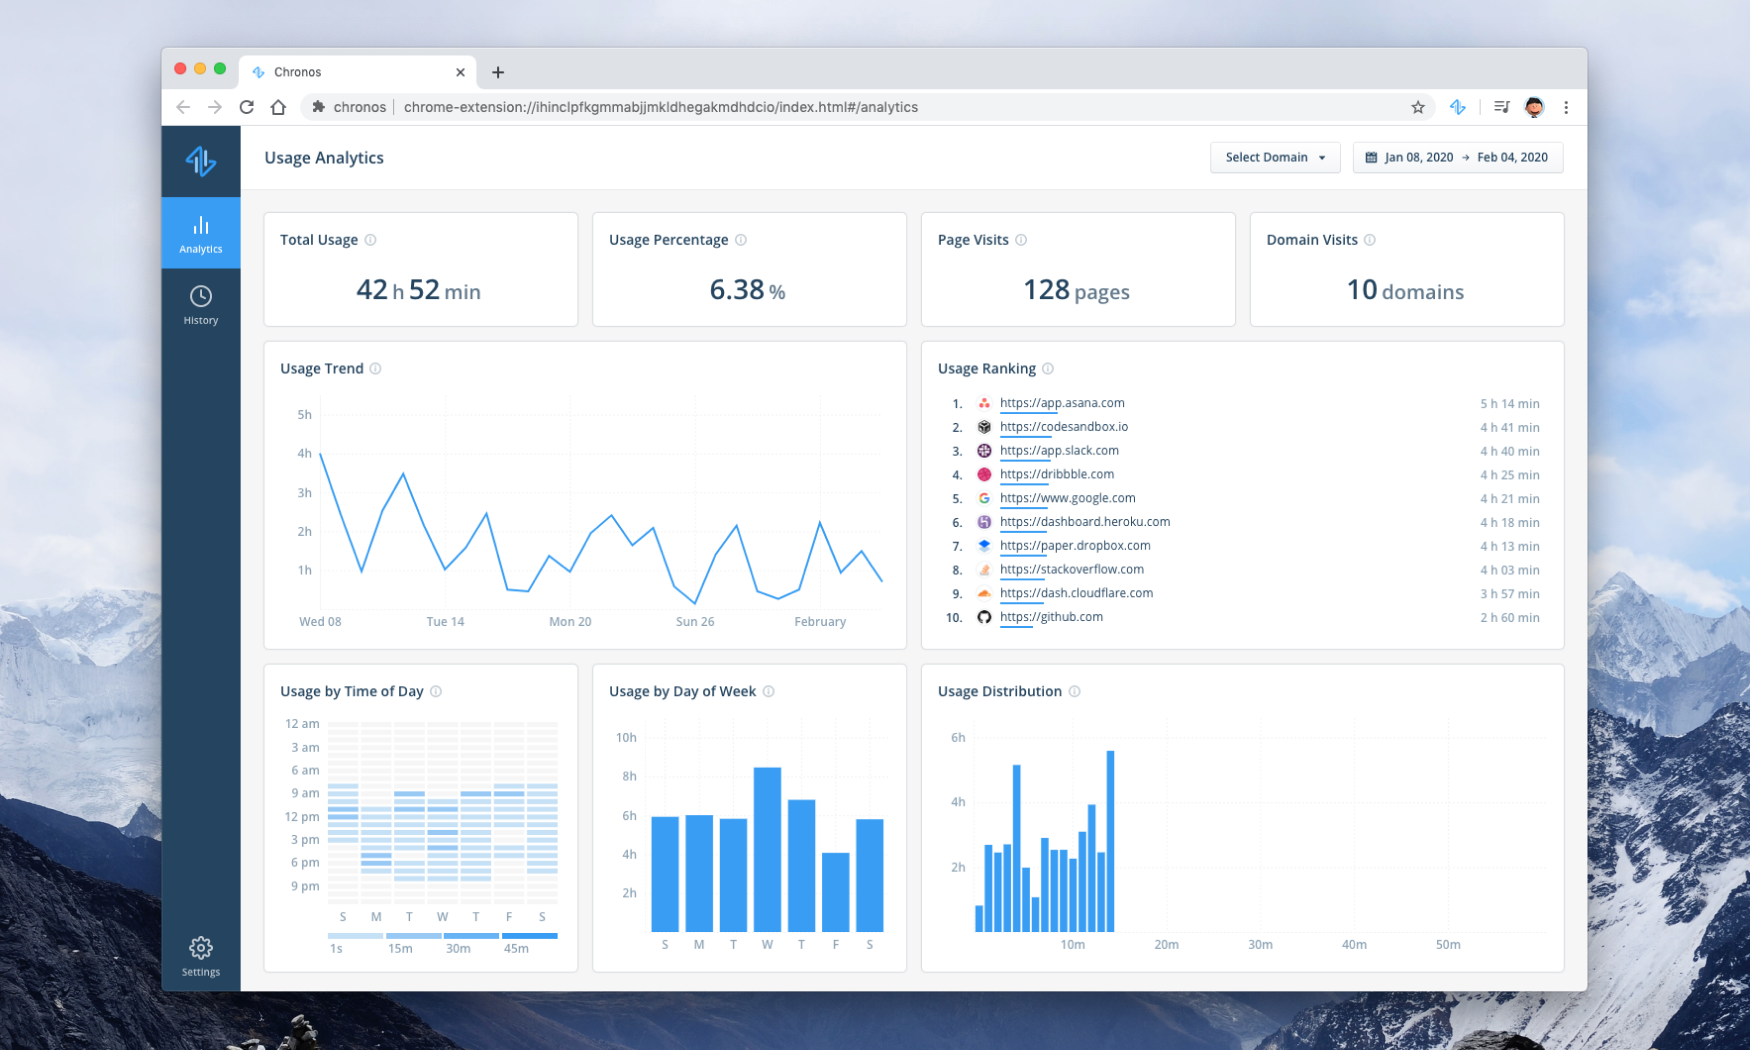 Chronos
chronos | chrome-extension://ihinclpfkgmmabjjmkldhegakmdhdcio/index.html#/analytics
Usage Analytics
Select Domain
Jan 08, 2020 → Feb 04, 2020
Analytics
History
Settings
Total Usage
42 h 52 min
Usage Percentage
6.38 %
Page Visits
128 pages
Domain Visits
10 domains
Usage Trend
5h
4h
3h
2h
1h
Wed 08 Tue 14 Mon 20 Sun 26 February
Usage Ranking
1. https://app.asana.com 5 h 14 min
2. https://codesandbox.io 4 h 41 min
3. https://app.slack.com 4 h 40 min
4. https://dribbble.com 4 h 25 min
5. https://www.google.com 4 h 21 min
6. https://dashboard.heroku.com 4 h 18 min
7. https://paper.dropbox.com 4 h 13 min
8. https://stackoverflow.com 4 h 03 min
9. https://dash.cloudflare.com 3 h 57 min
10. https://github.com 2 h 60 min
Usage by Time of Day
12 am
3 am
6 am
9 am
12 pm
3 pm
6 pm
9 pm
S M T W T F S
1s 15m 30m 45m
Usage by Day of Week
10h
8h
6h
4h
2h
S M T W T F S
Usage Distribution
6h
4h
2h
10m 20m 30m 40m 50m